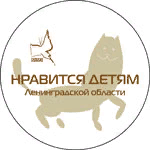 НРАВИТСЯ ДЕТЯМ
Ленинградской области